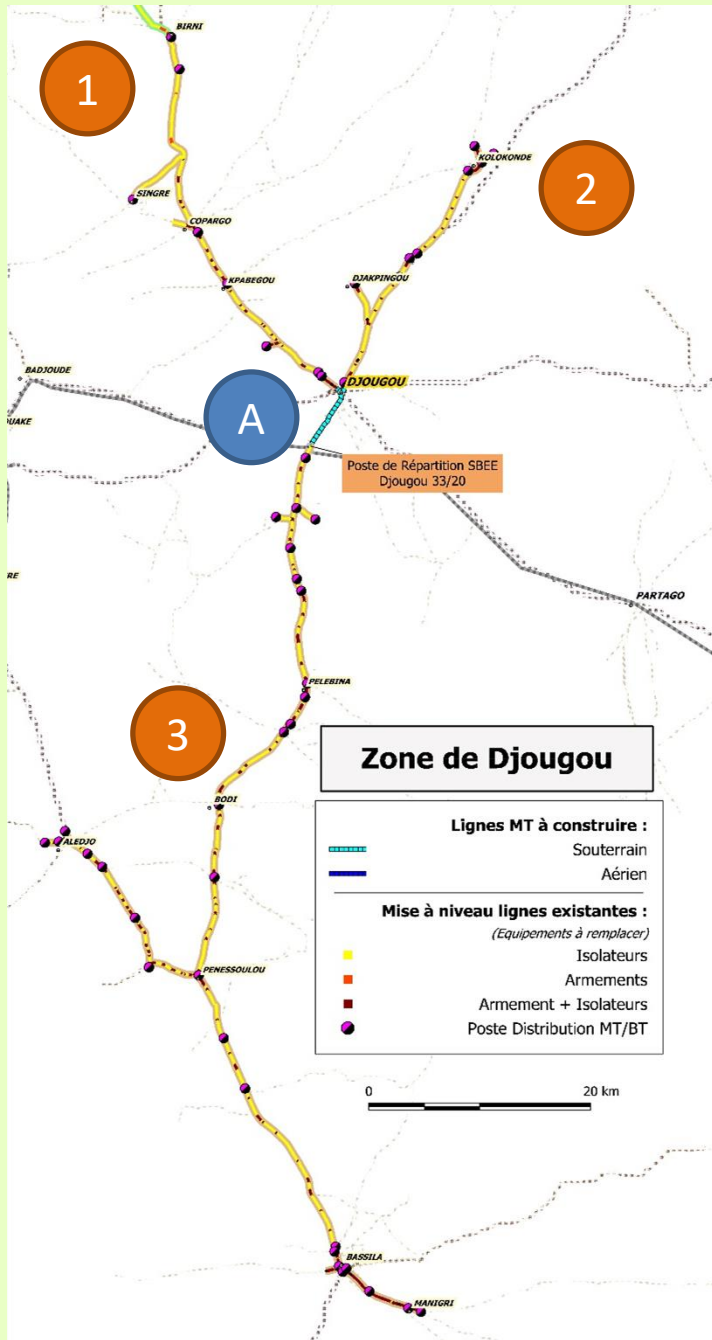 BIRNI
1
KOLOKONDE
2
SINGRE
COPARGO
KPABEGOU
DJAKPINGOU
BADJOUDE
DJOUGOU
OUAKE
A
Poste de Répartition SBEE
Djougou 33/20
RE
PARTAGO
PELEBINA
3
Zone de Djougou
BODI
Lignes MT à construire :
Souterrain
Aérien
ALEDJO
Mise à niveau lignes existantes :
(Equipements à remplacer)
Isolateurs
Armements
Armement + Isolateurs
Poste Distribution MT/BT
PENESSOULOU
0 20 km
BASSILA
MANIGRI